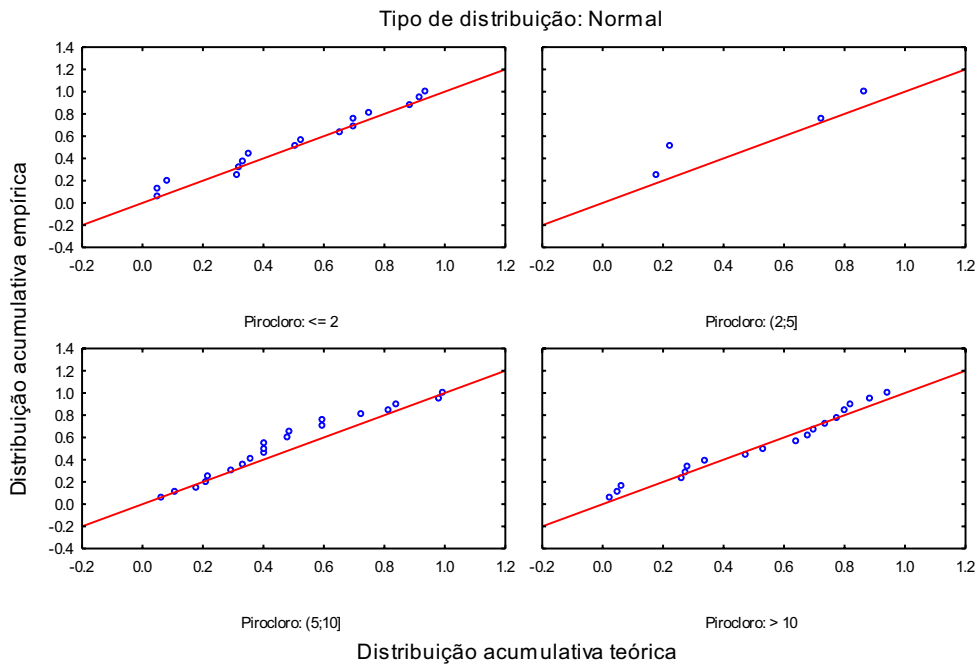 Tipo de distribuição: Normal
Distribuição acumulativa empírica
1.4
1.2
1.0
0.8
0.6
0.4
0.2
0.0
-0.2
-0.4
-0.2 0.0 0.2 0.4 0.6 0.8 1.0 1.2
Pirocloro: <= 2
-0.2 0.0 0.2 0.4 0.6 0.8 1.0 1.2
Pirocloro: (2;5]
1.4
1.2
1.0
0.8
0.6
0.4
0.2
0.0
-0.2
-0.4
-0.2 0.0 0.2 0.4 0.6 0.8 1.0 1.2
Pirocloro: (5;10]
-0.2 0.0 0.2 0.4 0.6 0.8 1.0 1.2
Pirocloro: > 10
Distribuição acumulativa teórica